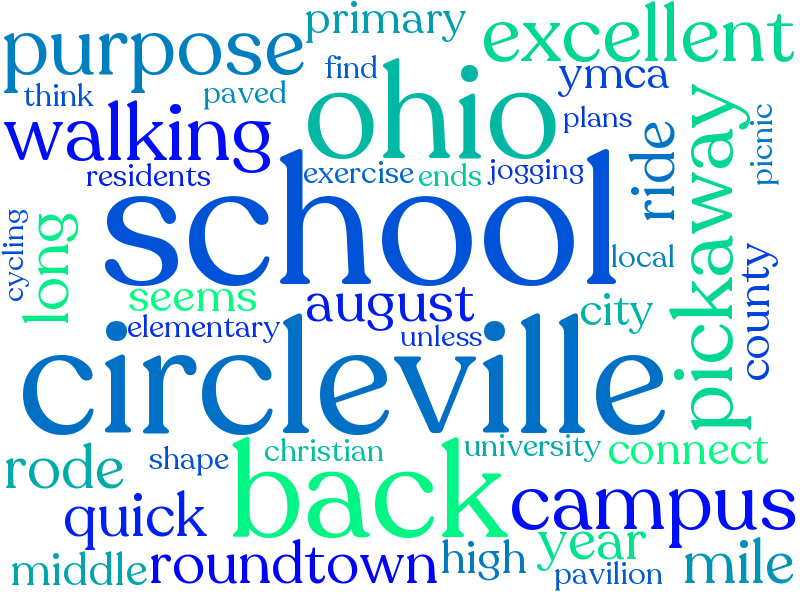 primary
excellent
purpose
find
ymca
think
paved
ohio
walking
plans
picnic
residents
exercise
ends
jogging
ride
pickaway
school
cycling
long
local
seems
august
city
county
elementary
unless
circleville
rode
shape
christian
university
connect
back
quick
campus
year
middle
roundtown
high
pavilion
mile